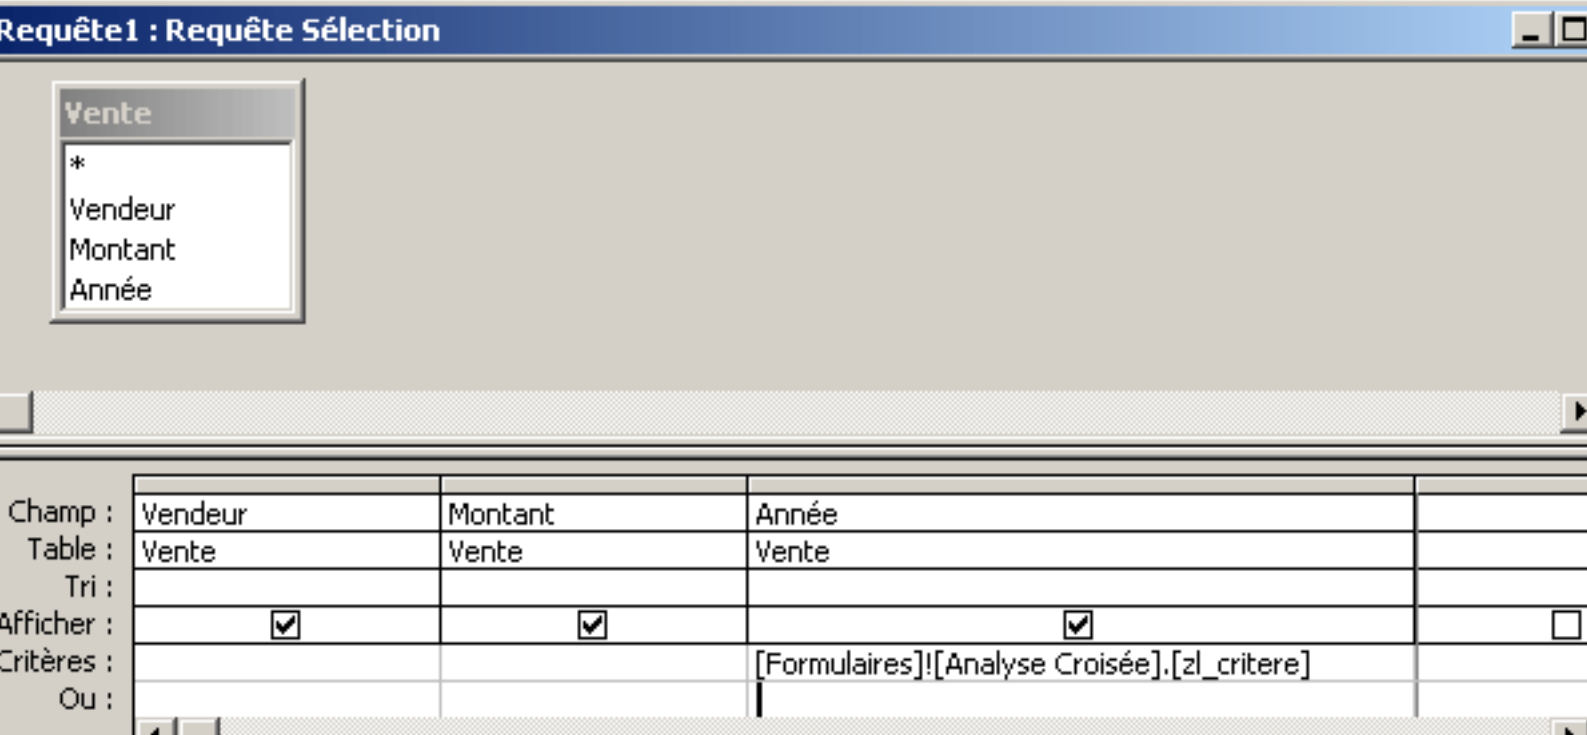 Requête1 : Requête Sélection
Vente
*
Vendeur
Montant
Année
Champ : Vendeur Montant Année
Table : Vente Vente Vente
Tri :
Afficher :
Critères : [Formulaires]![Analyse Croisée].[zl_critere]
Ou :